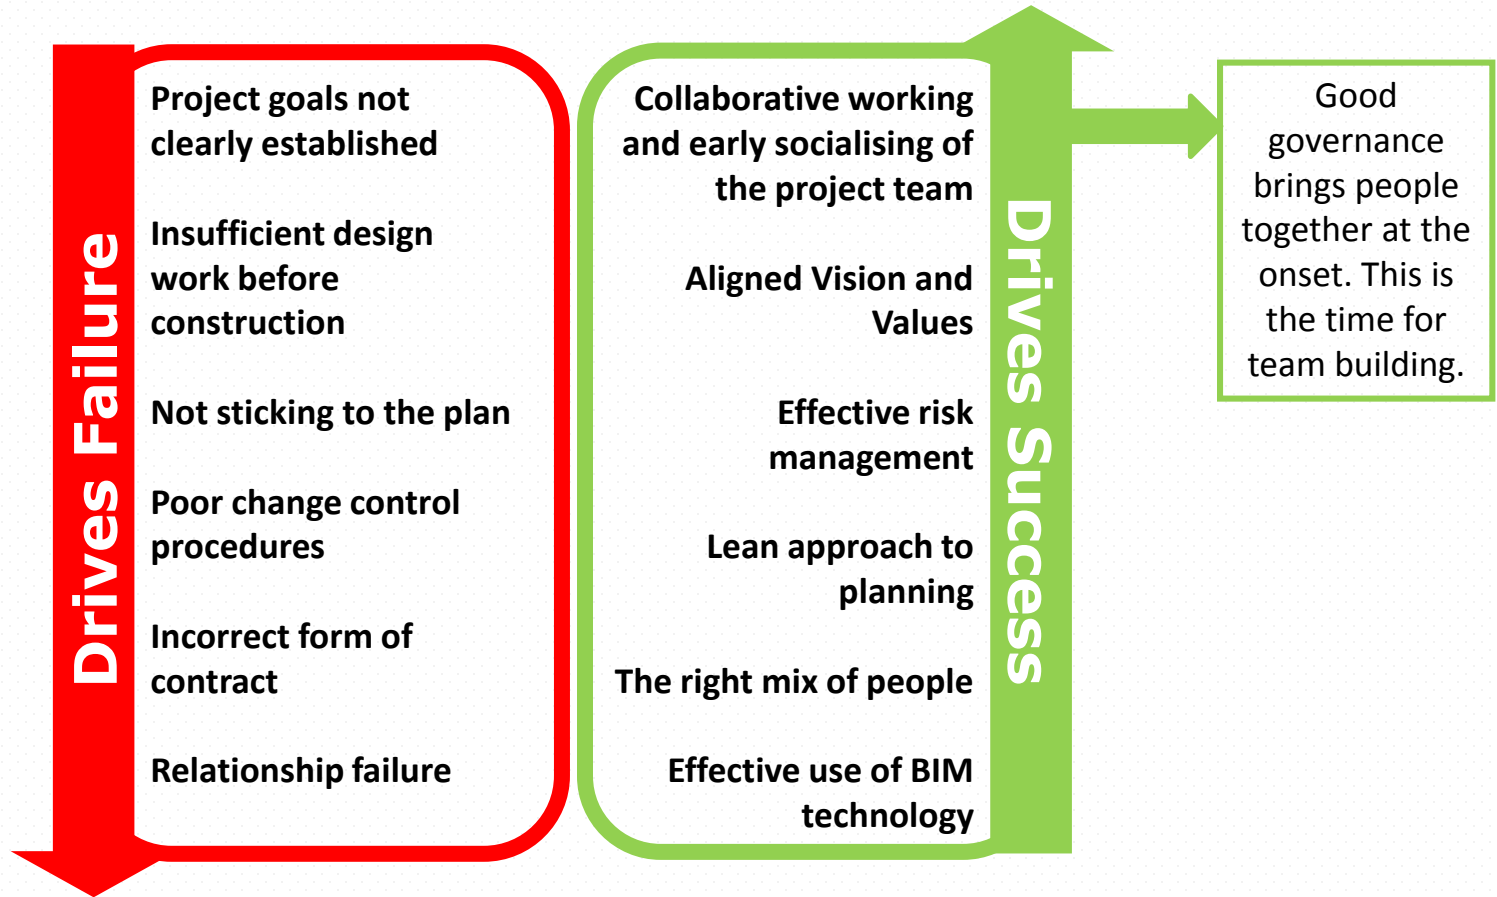 Drives Failure
Project goals not
clearly established
Insufficient design
work before
construction
Not sticking to the plan
Poor change control
procedures
Incorrect form of
contract
Relationship failure
Collaborative working
and early socialising of
the project team
Aligned Vision and
Values
Effective risk
management
Lean approach to
planning
The right mix of people
Effective use of BIM
technology
Drives Success
Good
governance
brings people
together at the
onset. This is
the time for
team building.